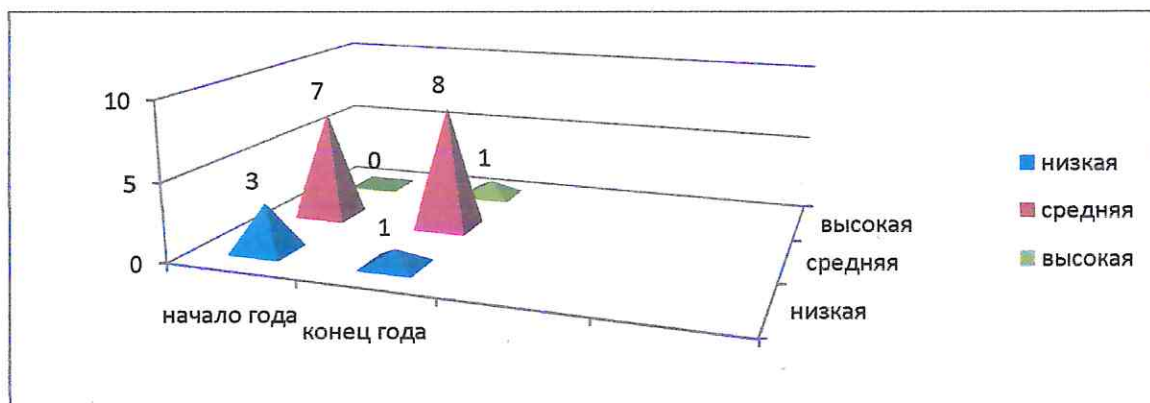 10
5
0
7
8
3
0
1
1
начало года
конец года
высокая
средняя
низкая
низкая
средняя
высокая